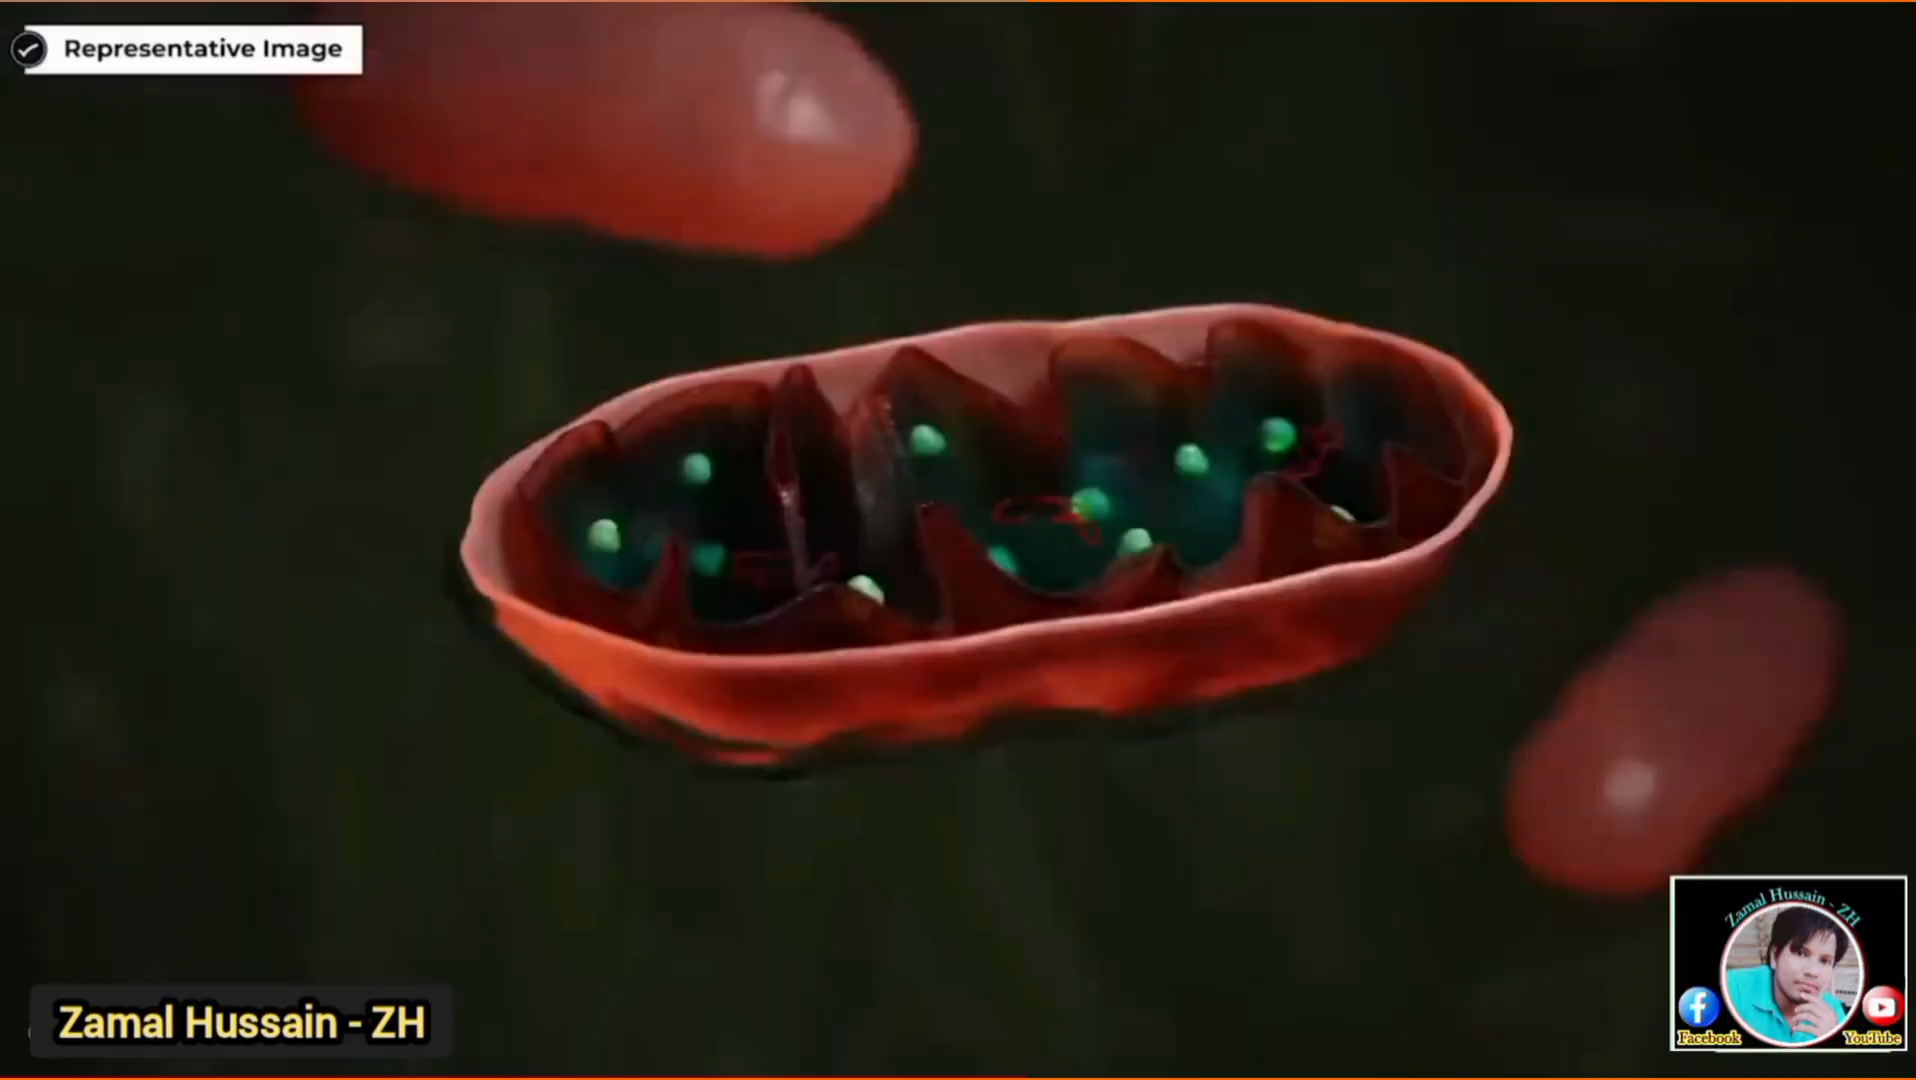 Representative Image
Zamal Hussain - ZH
Zamal Hussain - ZH
Facebook
YouTube